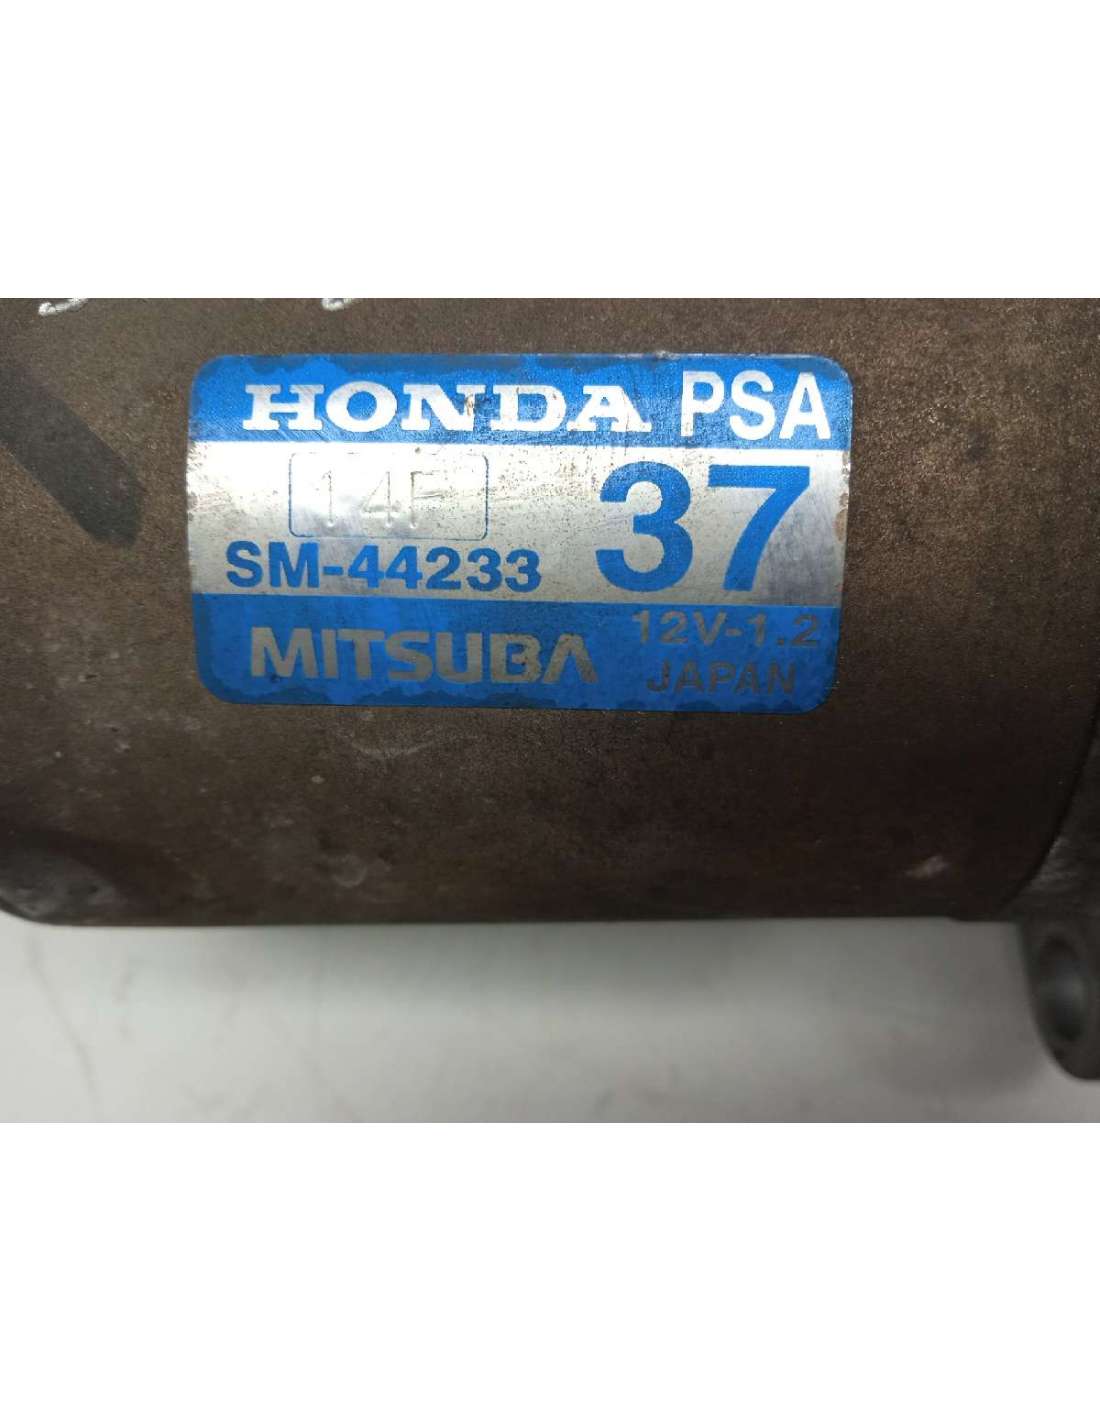 HONDA PSA
14F
37
SM-44233
MITSUBA
12V-1.2
JAPAN